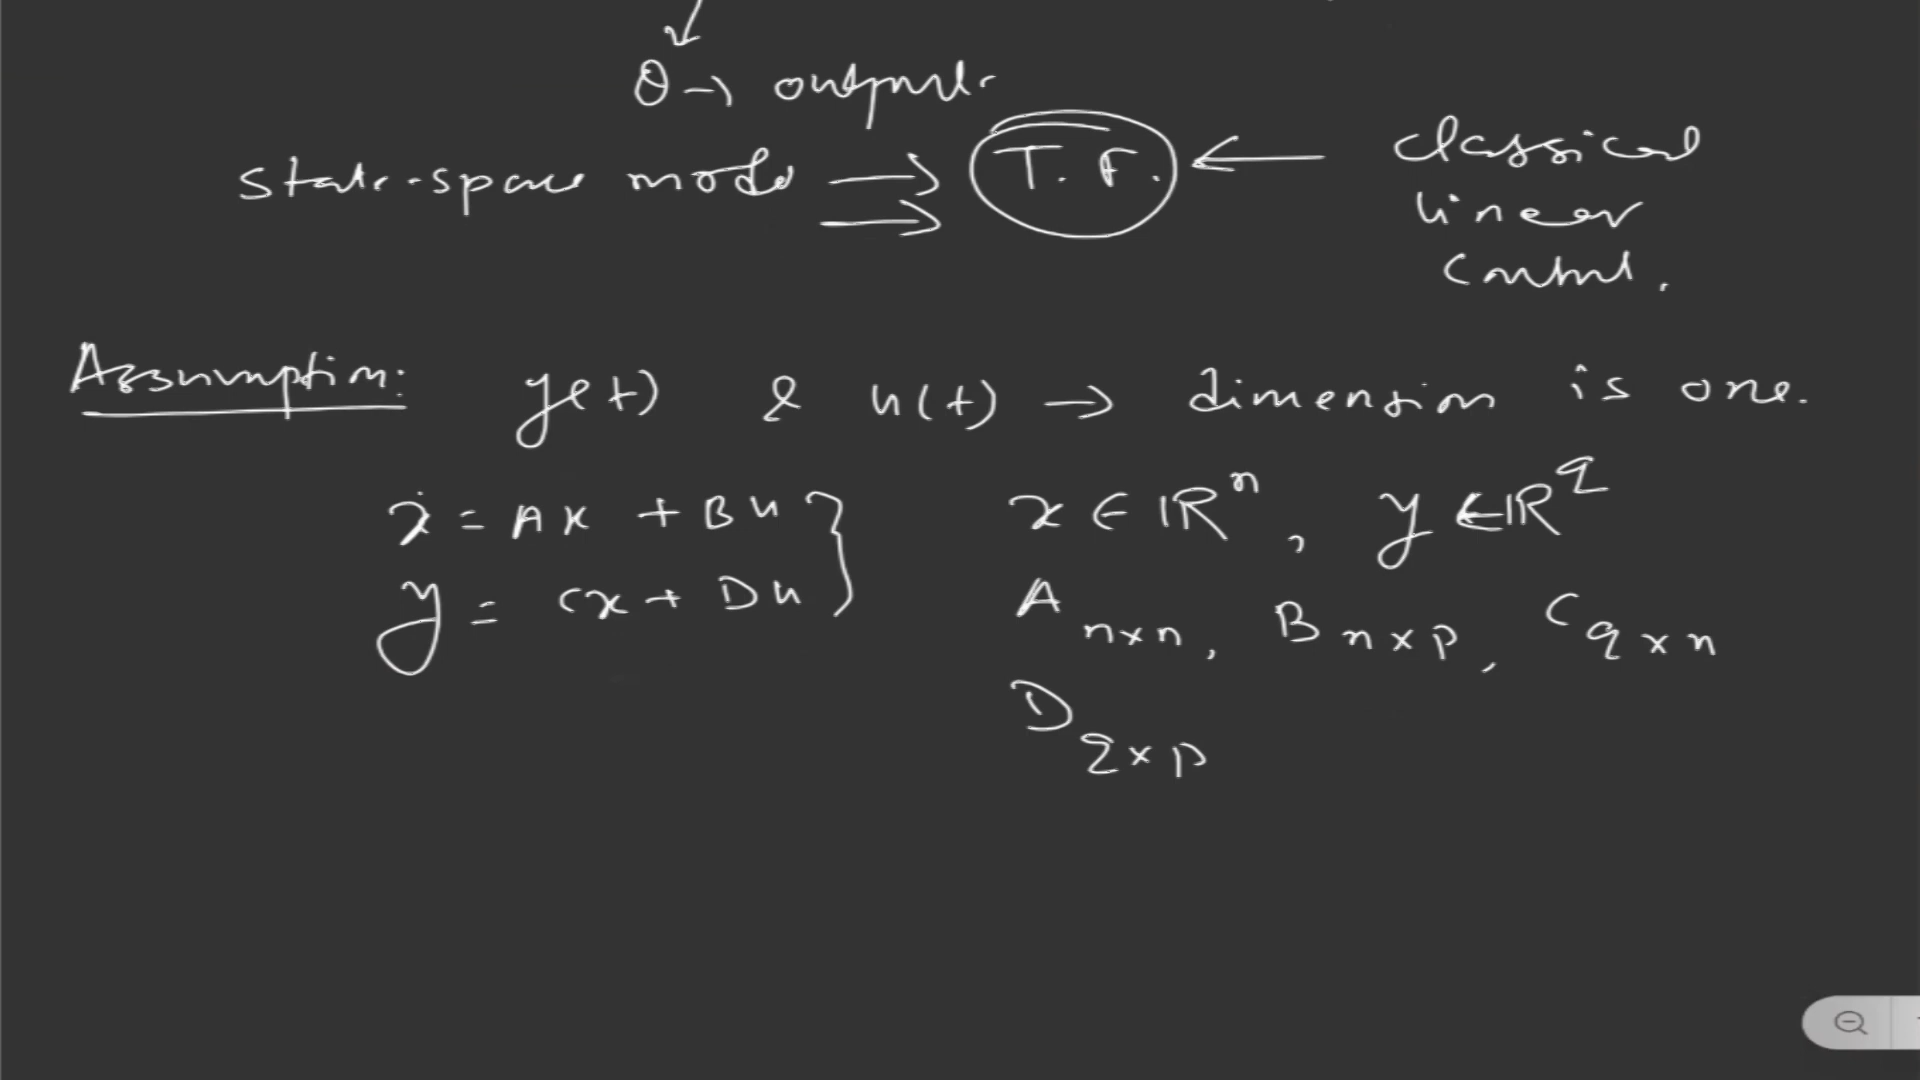 θ → output.
state-space model → T.F. ← classical
linear
control.
Assumption: y(t) & u(t) → dimension is one.
ẋ = Ax + Bu } x ∈ ℝⁿ, y ∈ ℝ^q
y = Cx + Du } A n×n, B n×p, C q×n
D q×p